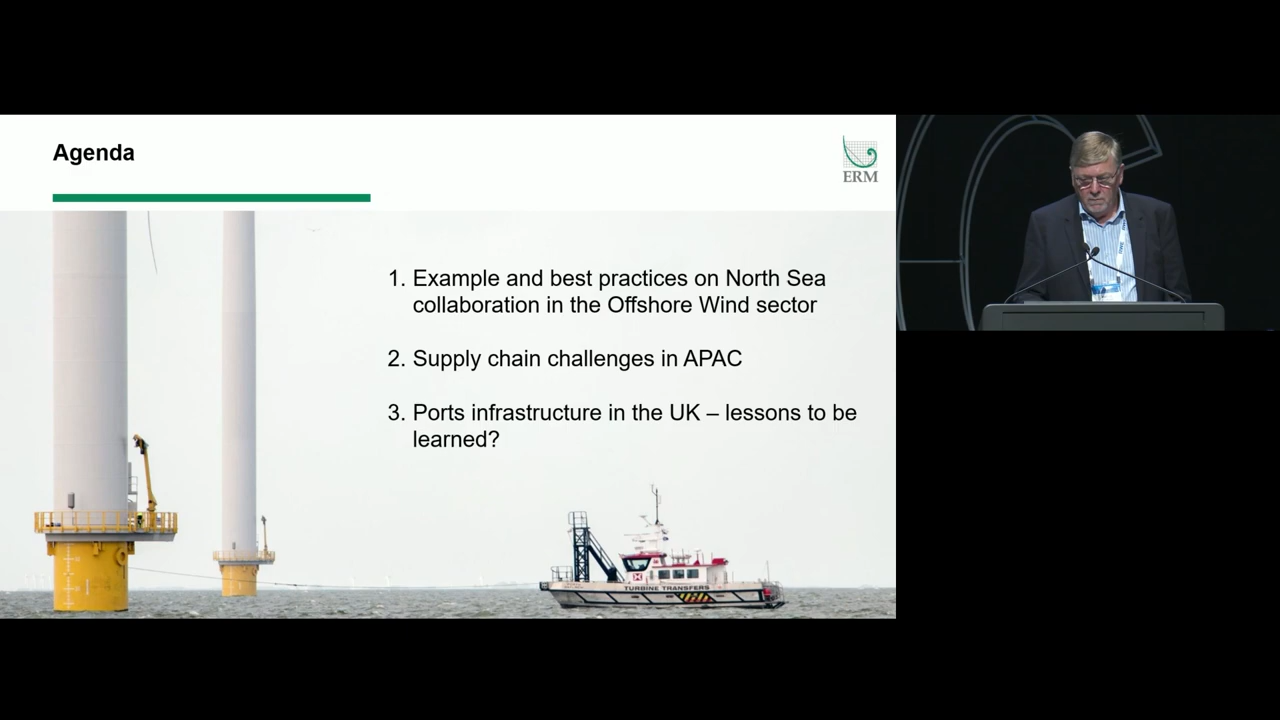 Agenda
ERM
1. Example and best practices on North Sea
collaboration in the Offshore Wind sector
2. Supply chain challenges in APAC
3. Ports infrastructure in the UK – lessons to be
learned?
TURBINE TRANSFERS